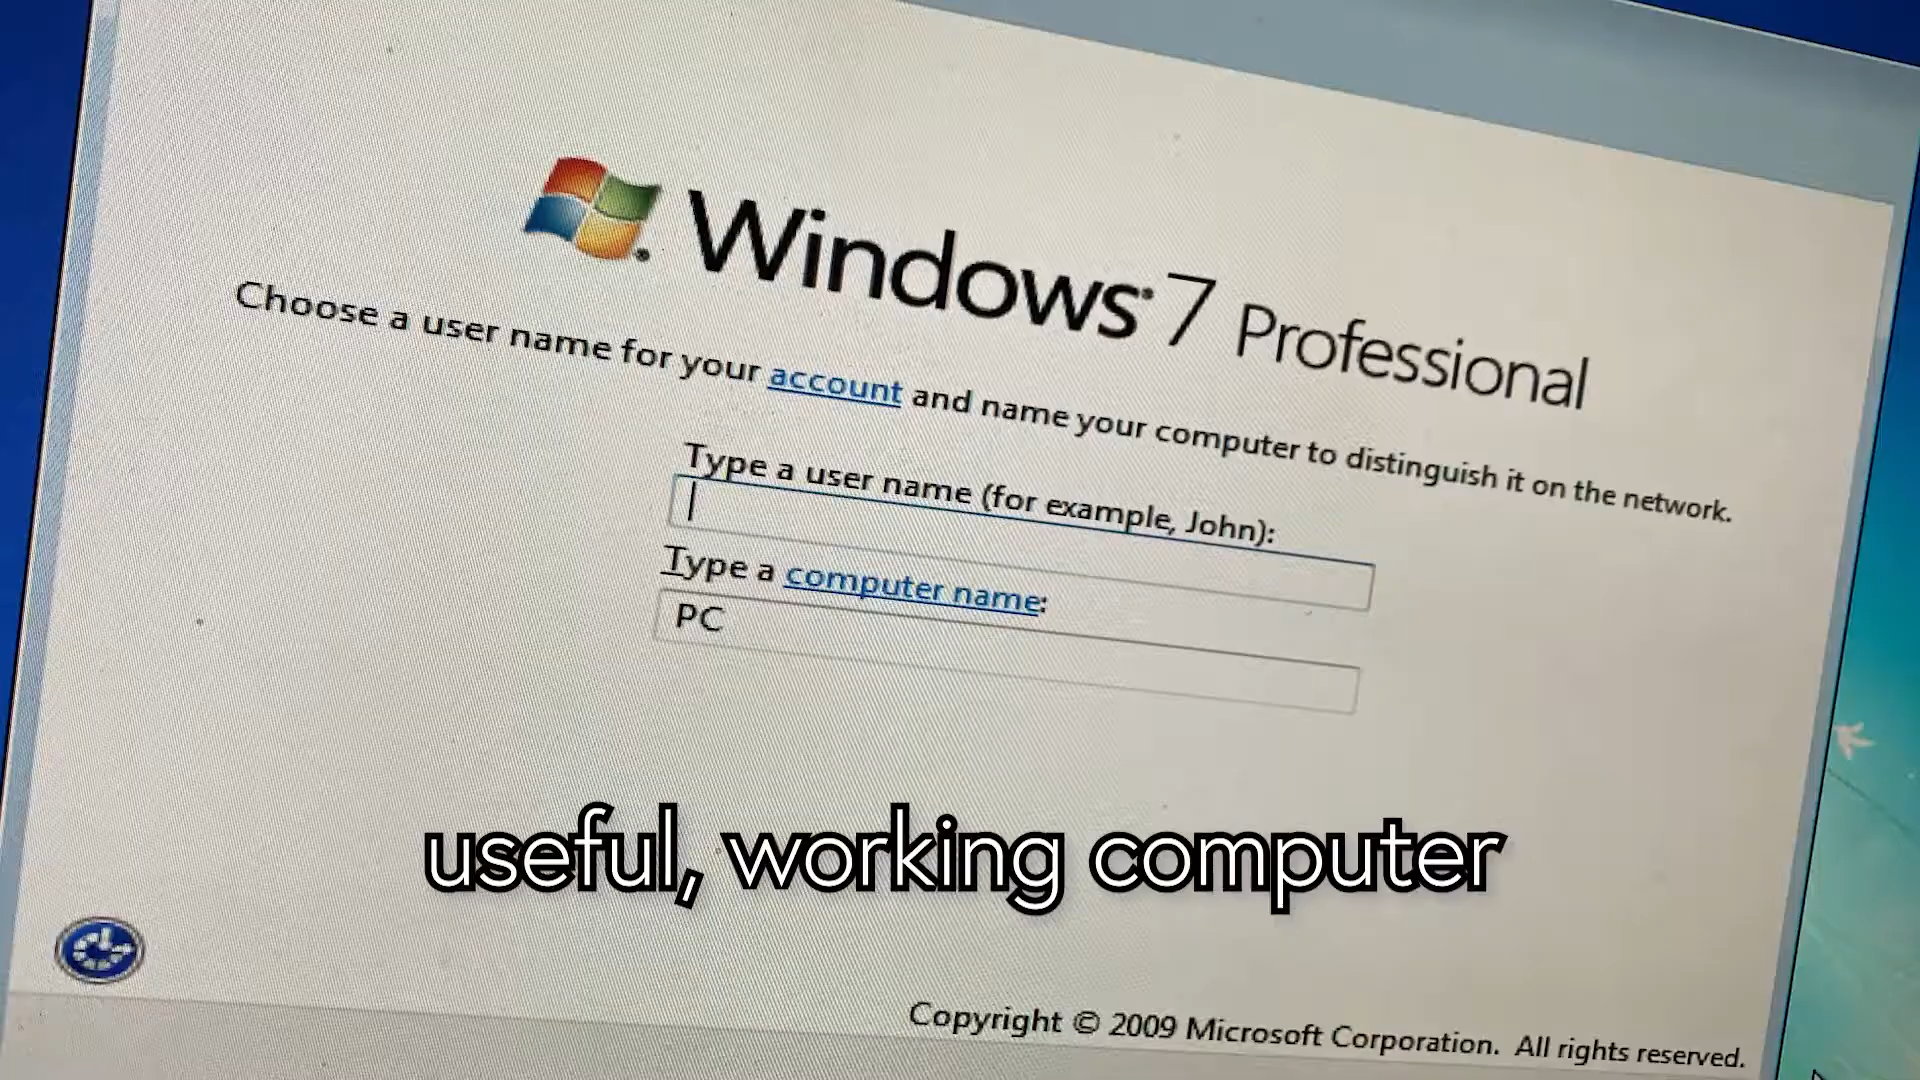 Windows 7 Professional
Choose a user name for your account and name your computer to distinguish it on the network.
Type a user name (for example, John):
Type a computer name:
PC
useful, working computer
Copyright © 2009 Microsoft Corporation. All rights reserved.